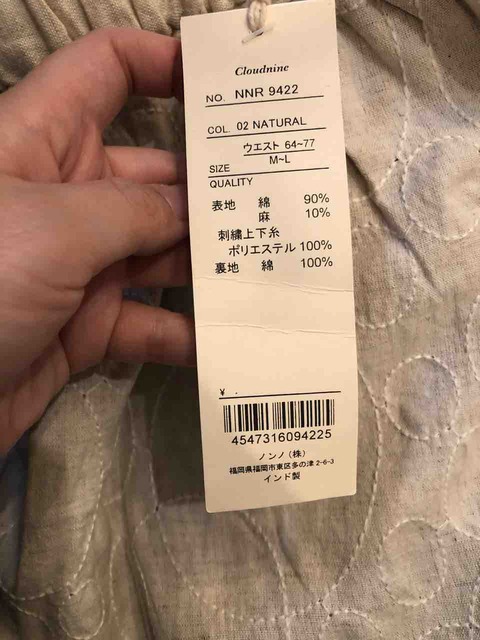 Cloudnine
NO. NNR 9422
COL. 02 NATURAL
ウエスト 64~77
SIZE M~L
QUALITY
表地 綿 90%
麻 10%
刺繍上下糸
ポリエステル 100%
裏地 綿 100%
¥ .
4547316094225
ノンノ(株)
福岡県福岡市東区多の津 2-6-3
インド製